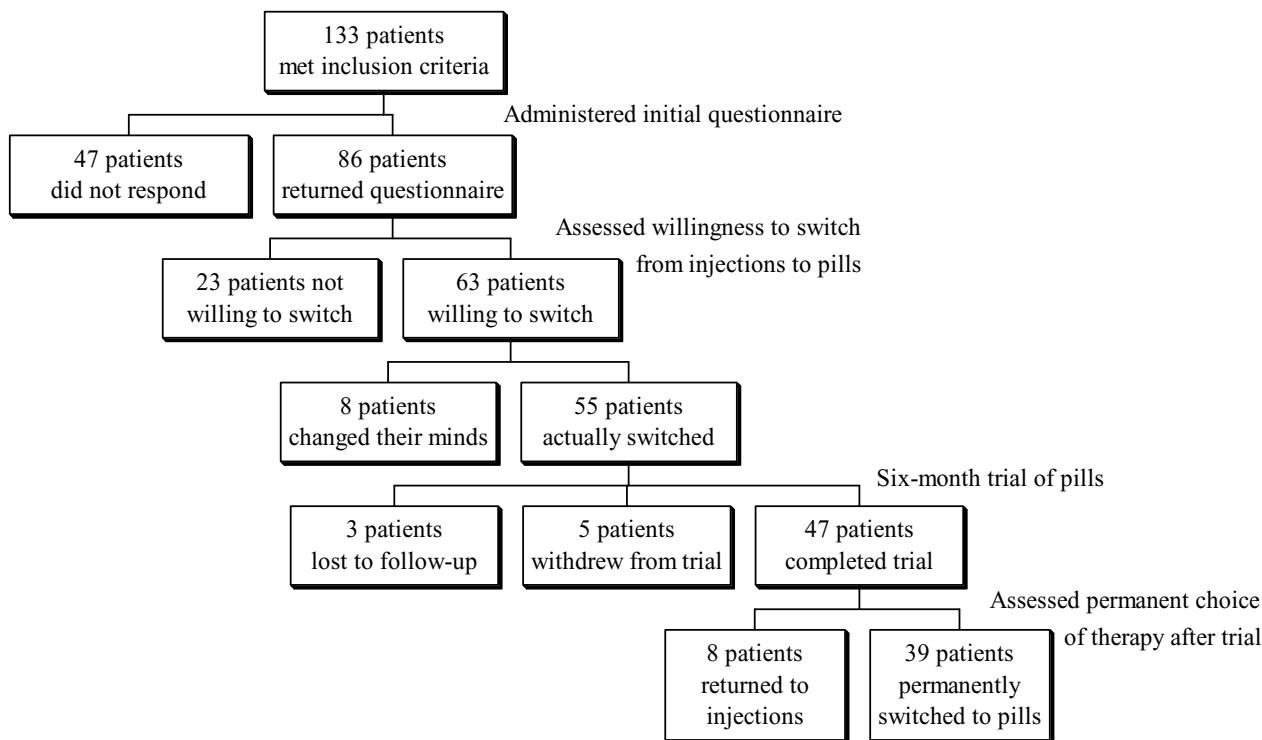 133 patients
met inclusion criteria
Administered initial questionnaire
47 patients
did not respond
86 patients
returned questionnaire
Assessed willingness to switch
from injections to pills
23 patients not
willing to switch
63 patients
willing to switch
8 patients
changed their minds
55 patients
actually switched
Six-month trial of pills
3 patients
lost to follow-up
5 patients
withdrew from trial
47 patients
completed trial
Assessed permanent choice
of therapy after trial
8 patients
returned to
injections
39 patients
permanently
switched to pills